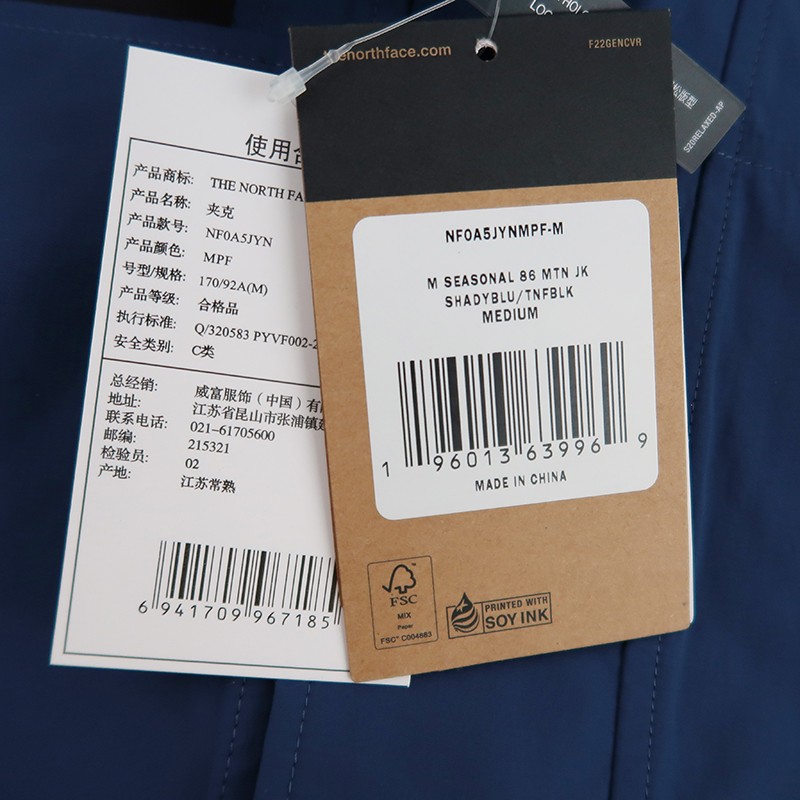 thenorthface.com
F22GENCVR
S20RELAXED-AP
NF0A5JYNMPF-M
M SEASONAL 86 MTN JK
SHADYBLU/TNFBLK
MEDIUM
1 96013 63996 9
MADE IN CHINA
FSC
MIX
Paper
FSC® C004683
PRINTED WITH
SOY INK
使用
产品商标: THE NORTH FA
产品名称: 夹克
产品款号: NF0A5JYN
产品颜色: MPF
号型/规格: 170/92A(M)
产品等级: 合格品
执行标准: Q/320583 PYVF002-2
安全类别: C类
总经销: 威富服饰(中国)有
地址: 江苏省昆山市张浦镇
联系电话: 021-61705600
邮编: 215321
检验员: 02
产地: 江苏常熟
6 941709 967185